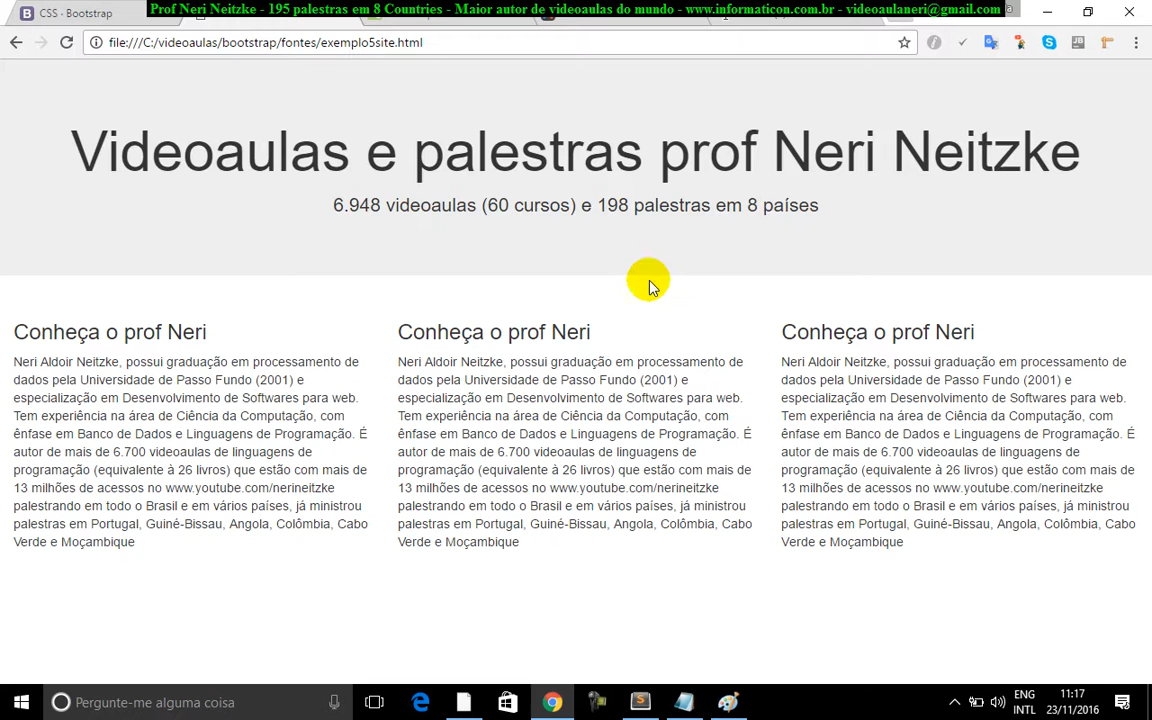 Prof Neri Neitzke - 195 palestras em 8 Countries - Maior autor de videoaulas do mundo - www.informaticon.com.br - videoaulaneri@gmail.com
CSS - Bootstrap
file:///C:/videoaulas/bootstrap/fontes/exemplo5site.html
Videoaulas e palestras prof Neri Neitzke
6.948 videoaulas (60 cursos) e 198 palestras em 8 países
Conheça o prof Neri
Neri Aldoir Neitzke, possui graduação em processamento de
dados pela Universidade de Passo Fundo (2001) e
especialização em Desenvolvimento de Softwares para web.
Tem experiência na área de Ciência da Computação, com
ênfase em Banco de Dados e Linguagens de Programação. É
autor de mais de 6.700 videoaulas de linguagens de
programação (equivalente à 26 livros) que estão com mais de
13 milhões de acessos no www.youtube.com/nerineitzke
palestrando em todo o Brasil e em vários países, já ministrou
palestras em Portugal, Guiné-Bissau, Angola, Colômbia, Cabo
Verde e Moçambique
Conheça o prof Neri
Neri Aldoir Neitzke, possui graduação em processamento de
dados pela Universidade de Passo Fundo (2001) e
especialização em Desenvolvimento de Softwares para web.
Tem experiência na área de Ciência da Computação, com
ênfase em Banco de Dados e Linguagens de Programação. É
autor de mais de 6.700 videoaulas de linguagens de
programação (equivalente à 26 livros) que estão com mais de
13 milhões de acessos no www.youtube.com/nerineitzke
palestrando em todo o Brasil e em vários países, já ministrou
palestras em Portugal, Guiné-Bissau, Angola, Colômbia, Cabo
Verde e Moçambique
Conheça o prof Neri
Neri Aldoir Neitzke, possui graduação em processamento de
dados pela Universidade de Passo Fundo (2001) e
especialização em Desenvolvimento de Softwares para web.
Tem experiência na área de Ciência da Computação, com
ênfase em Banco de Dados e Linguagens de Programação. É
autor de mais de 6.700 videoaulas de linguagens de
programação (equivalente à 26 livros) que estão com mais de
13 milhões de acessos no www.youtube.com/nerineitzke
palestrando em todo o Brasil e em vários países, já ministrou
palestras em Portugal, Guiné-Bissau, Angola, Colômbia, Cabo
Verde e Moçambique
Pergunte-me alguma coisa
ENG
INTL
11:17
23/11/2016